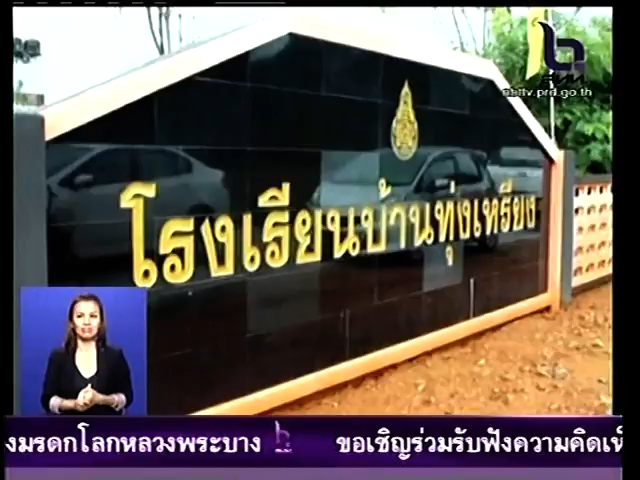 nbttv.prd.go.th
โรงเรียนบ้านทุ่งเหรียง
งมรดกโลกหลวงพระบาง ขอเชิญร่วมรับฟังความคิดเห็